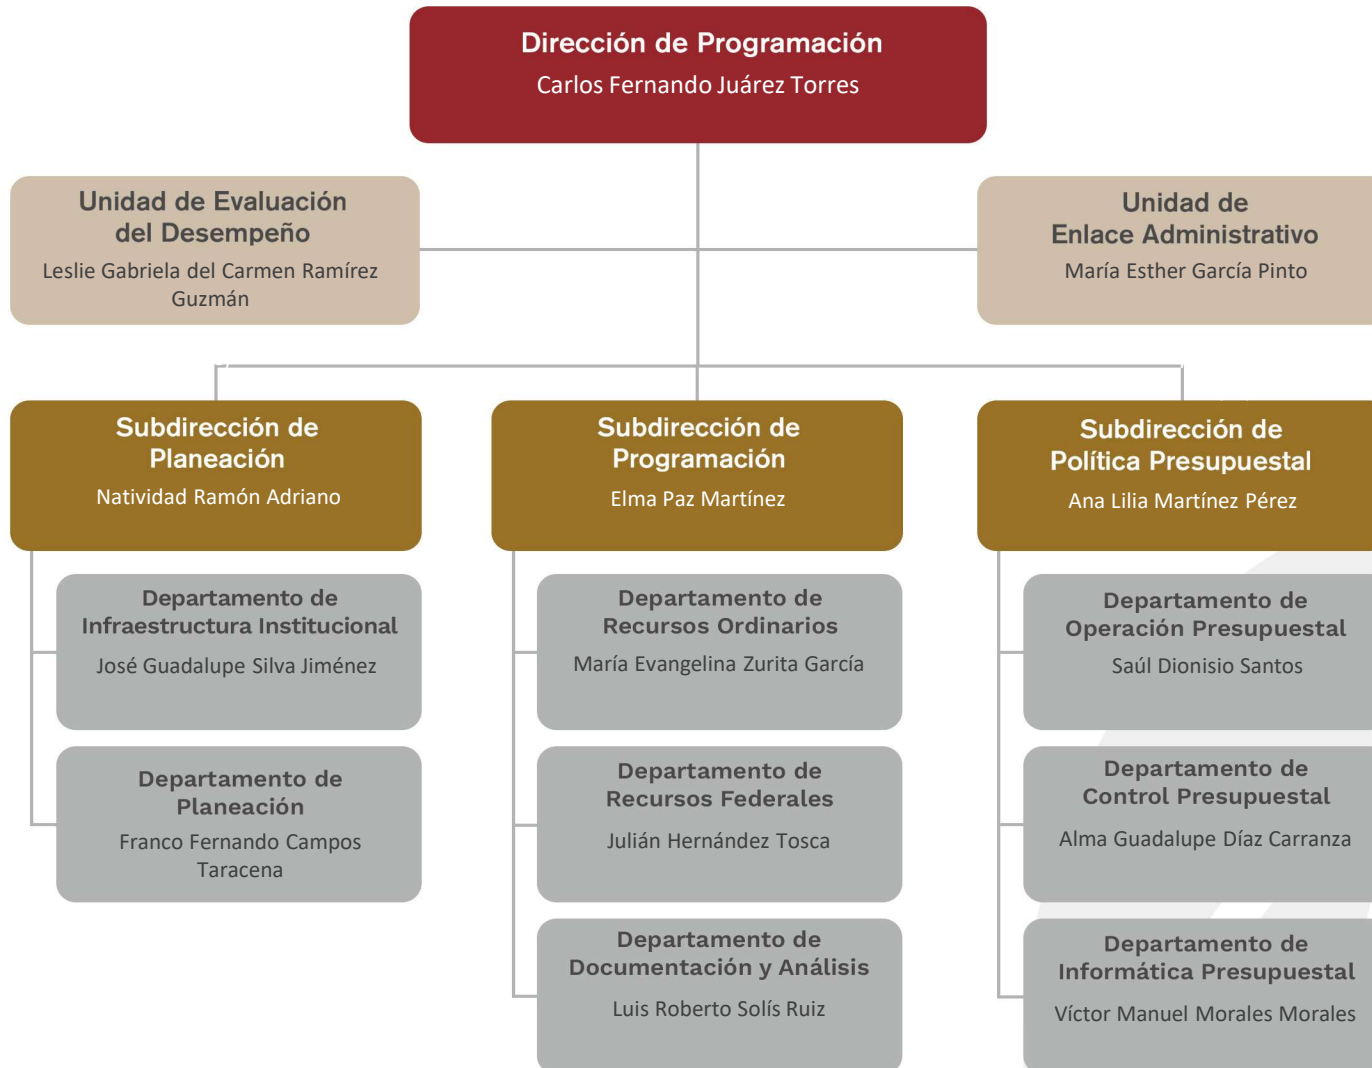 Dirección de Programación
Carlos Fernando Juárez Torres
Unidad de Evaluación
del Desempeño
Leslie Gabriela del Carmen Ramírez
Guzmán
Unidad de
Enlace Administrativo
María Esther García Pinto
Subdirección de
Planeación
Natividad Ramón Adriano
Subdirección de
Programación
Elma Paz Martínez
Subdirección de
Política Presupuestal
Ana Lilia Martínez Pérez
Departamento de
Infraestructura Institucional
José Guadalupe Silva Jiménez
Departamento de
Planeación
Franco Fernando Campos
Taracena
Departamento de
Recursos Ordinarios
María Evangelina Zurita García
Departamento de
Recursos Federales
Julián Hernández Tosca
Departamento de
Documentación y Análisis
Luis Roberto Solís Ruiz
Departamento de
Operación Presupuestal
Saúl Dionisio Santos
Departamento de
Control Presupuestal
Alma Guadalupe Díaz Carranza
Departamento de
Informática Presupuestal
Víctor Manuel Morales Morales